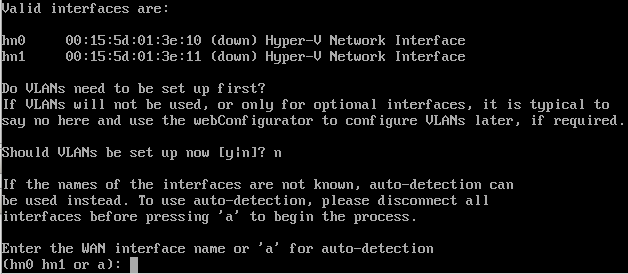 Valid interfaces are:
hn0 00:15:5d:01:3e:10 (down) Hyper-V Network Interface
hn1 00:15:5d:01:3e:11 (down) Hyper-V Network Interface
Do VLANs need to be set up first?
If VLANs will not be used, or only for optional interfaces, it is typical to
say no here and use the webConfigurator to configure VLANs later, if required.
Should VLANs be set up now [y|n]? n
If the names of the interfaces are not known, auto-detection can
be used instead. To use auto-detection, please disconnect all
interfaces before pressing 'a' to begin the process.
Enter the WAN interface name or 'a' for auto-detection
(hn0 hn1 or a):